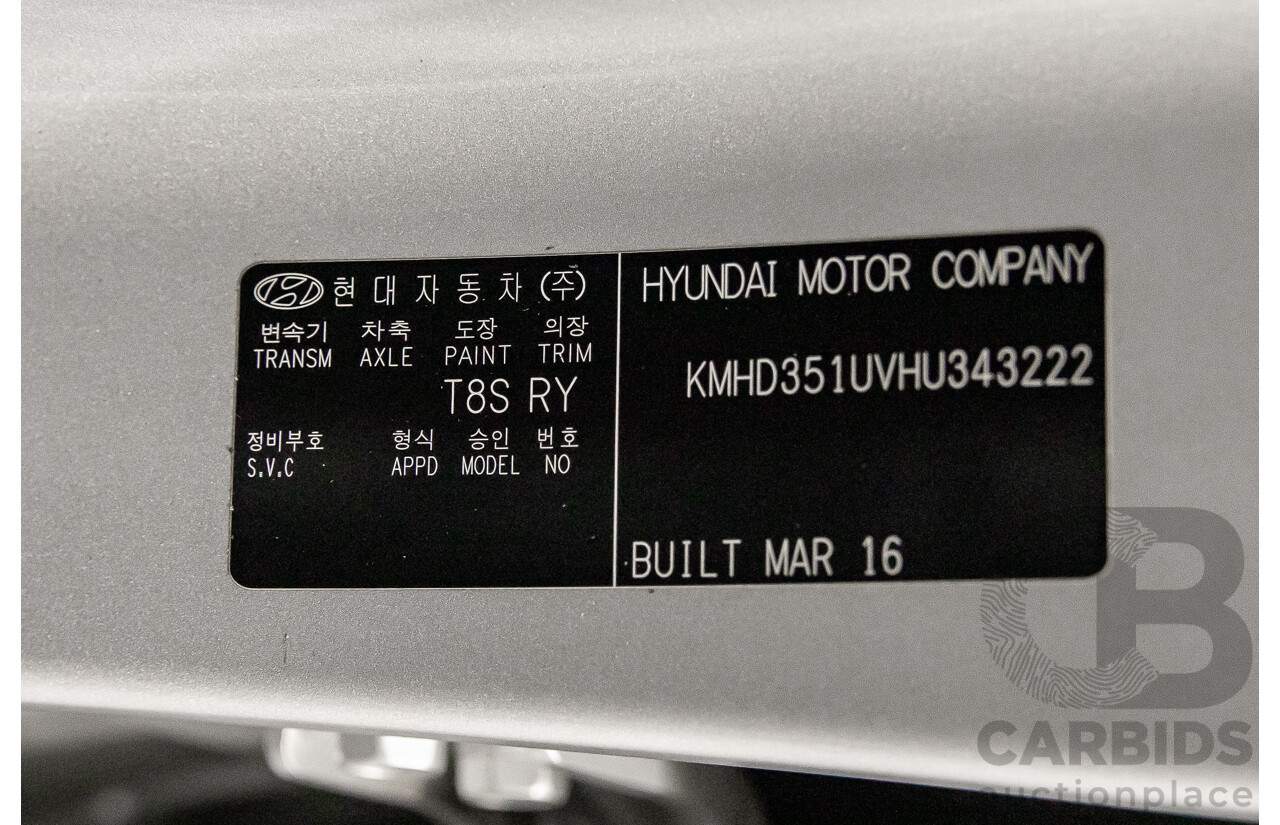 현대자동차(주)
변속기 차축 도장 의장
TRANSM AXLE PAINT TRIM
T8S RY
정비부호 형식 승인 번호
S.V.C APPD MODEL NO
HYUNDAI MOTOR COMPANY
KMHD351UVHU343222
BUILT MAR 16
CB
CARBIDS
auctionplace